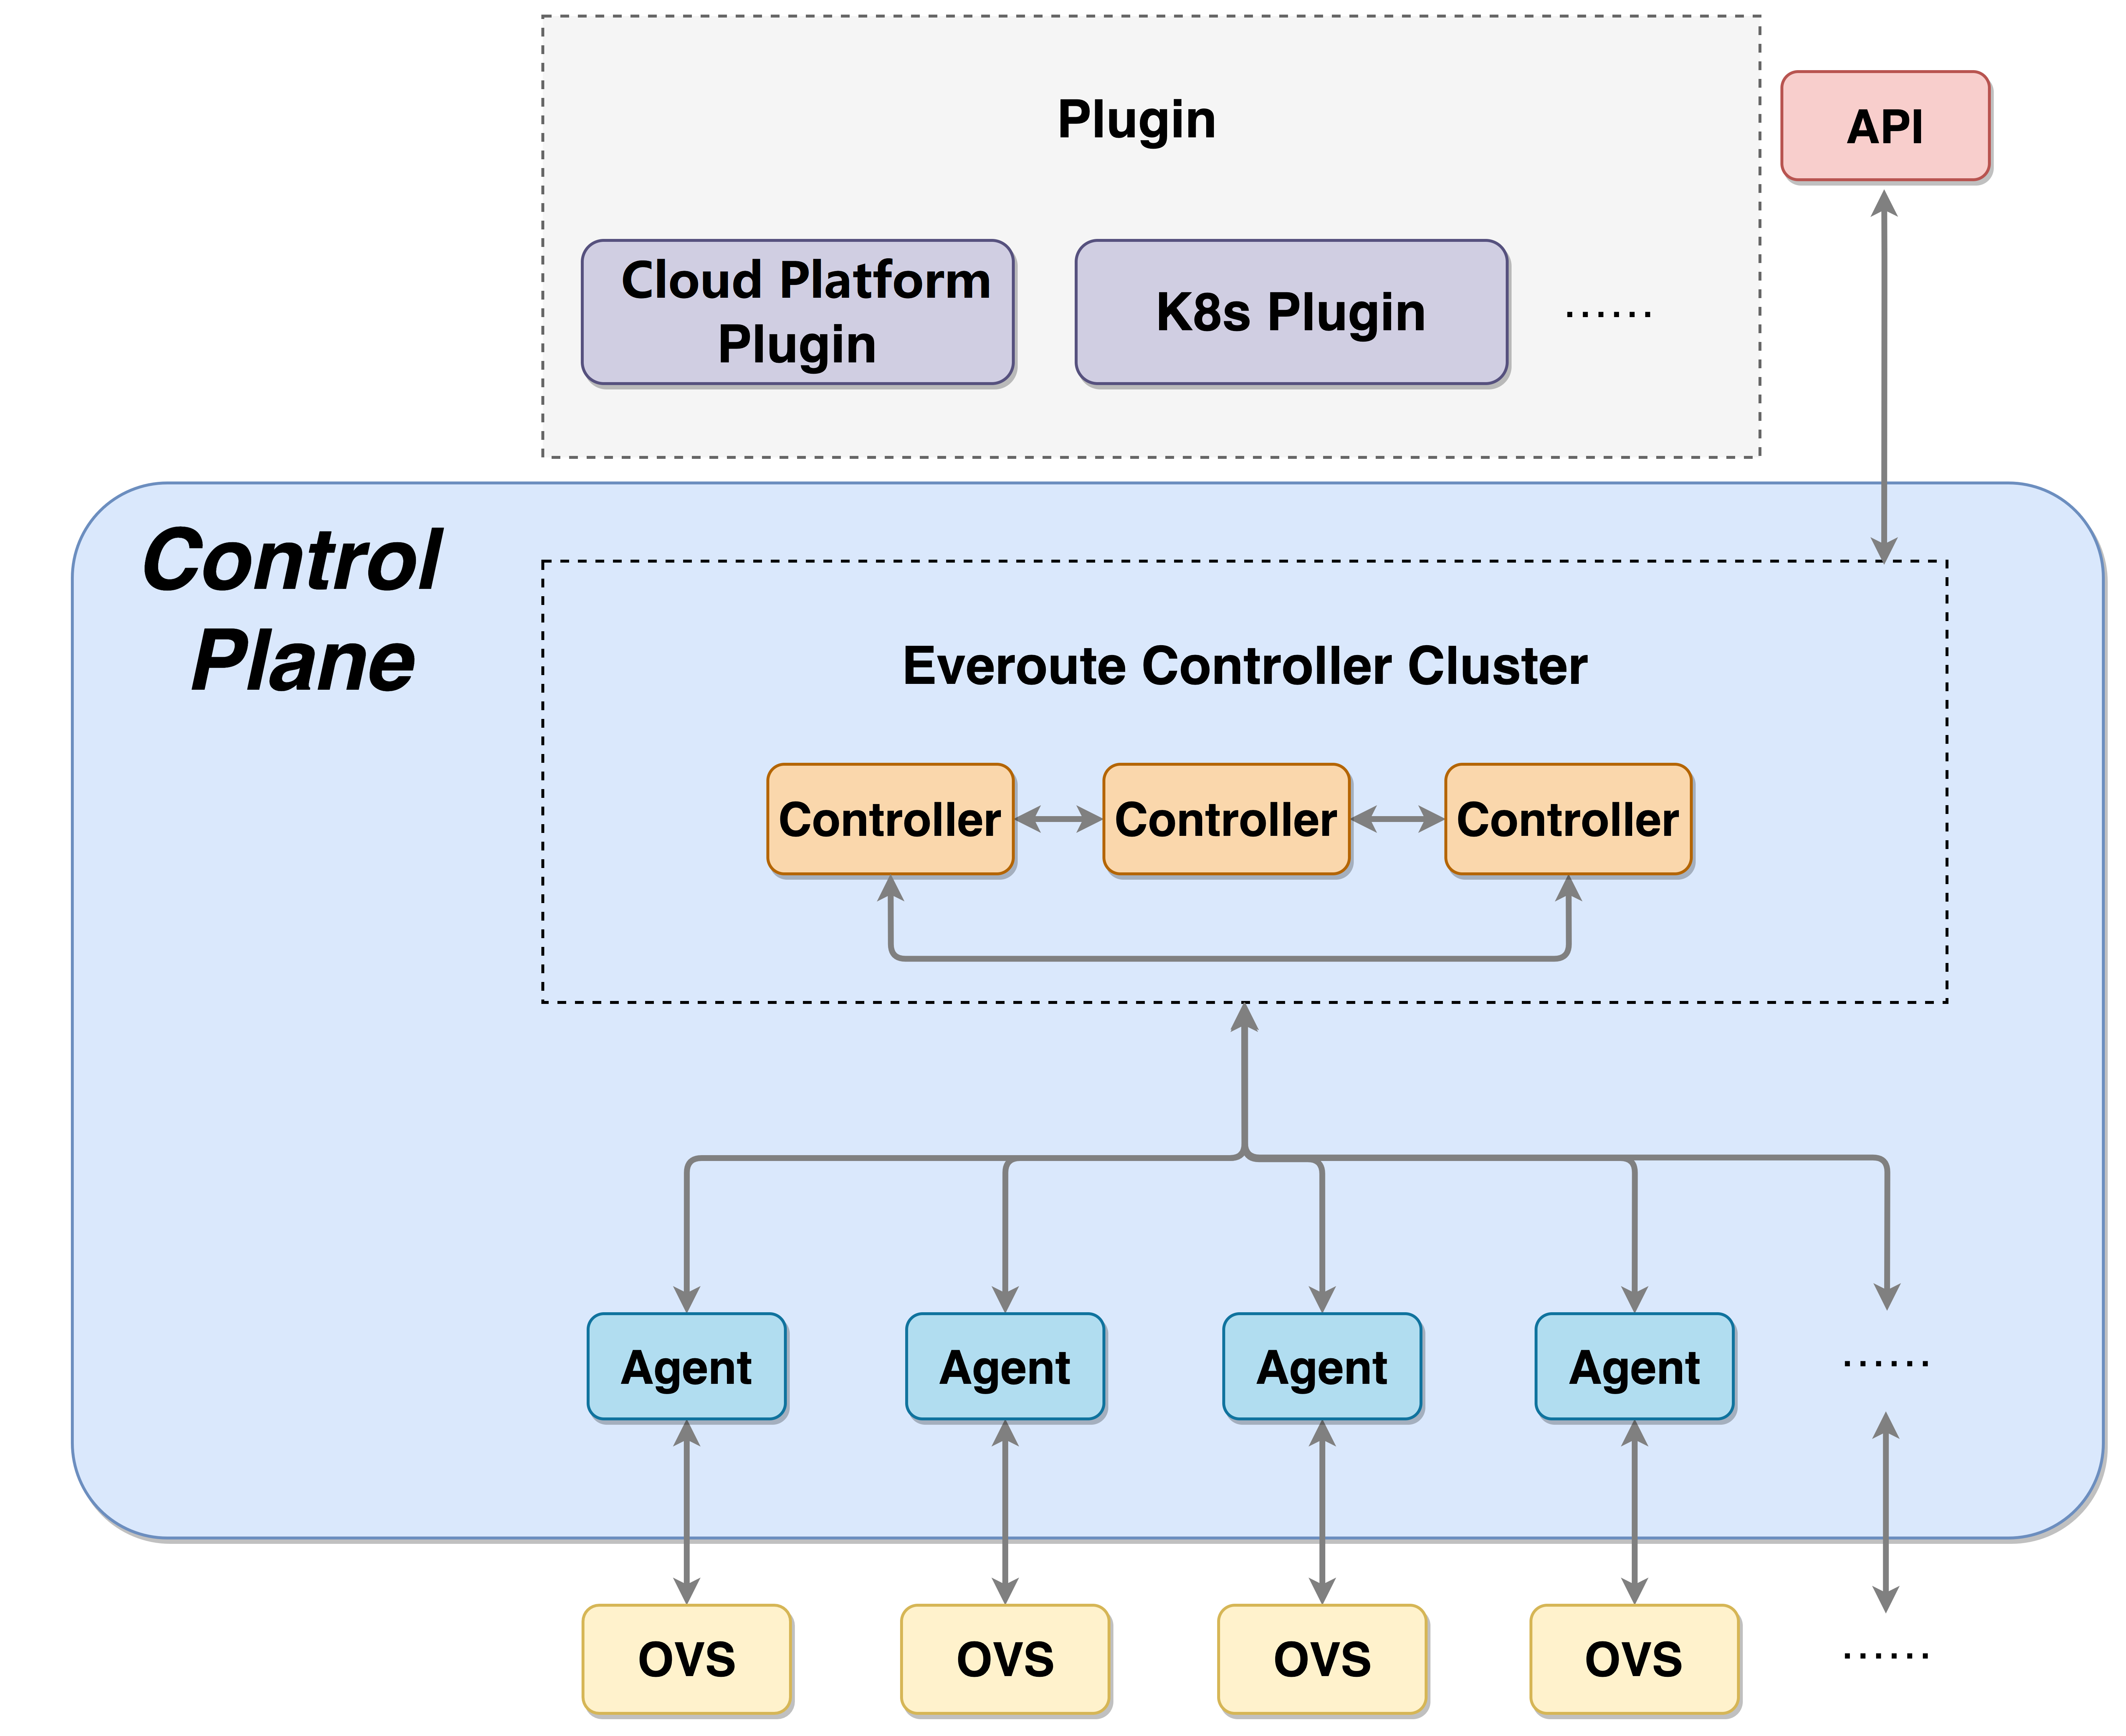 Plugin
API
Cloud Platform
Plugin
K8s Plugin
......
Control
Plane
Everoute Controller Cluster
Controller
Controller
Controller
Agent
Agent
Agent
Agent
......
OVS
OVS
OVS
OVS
......